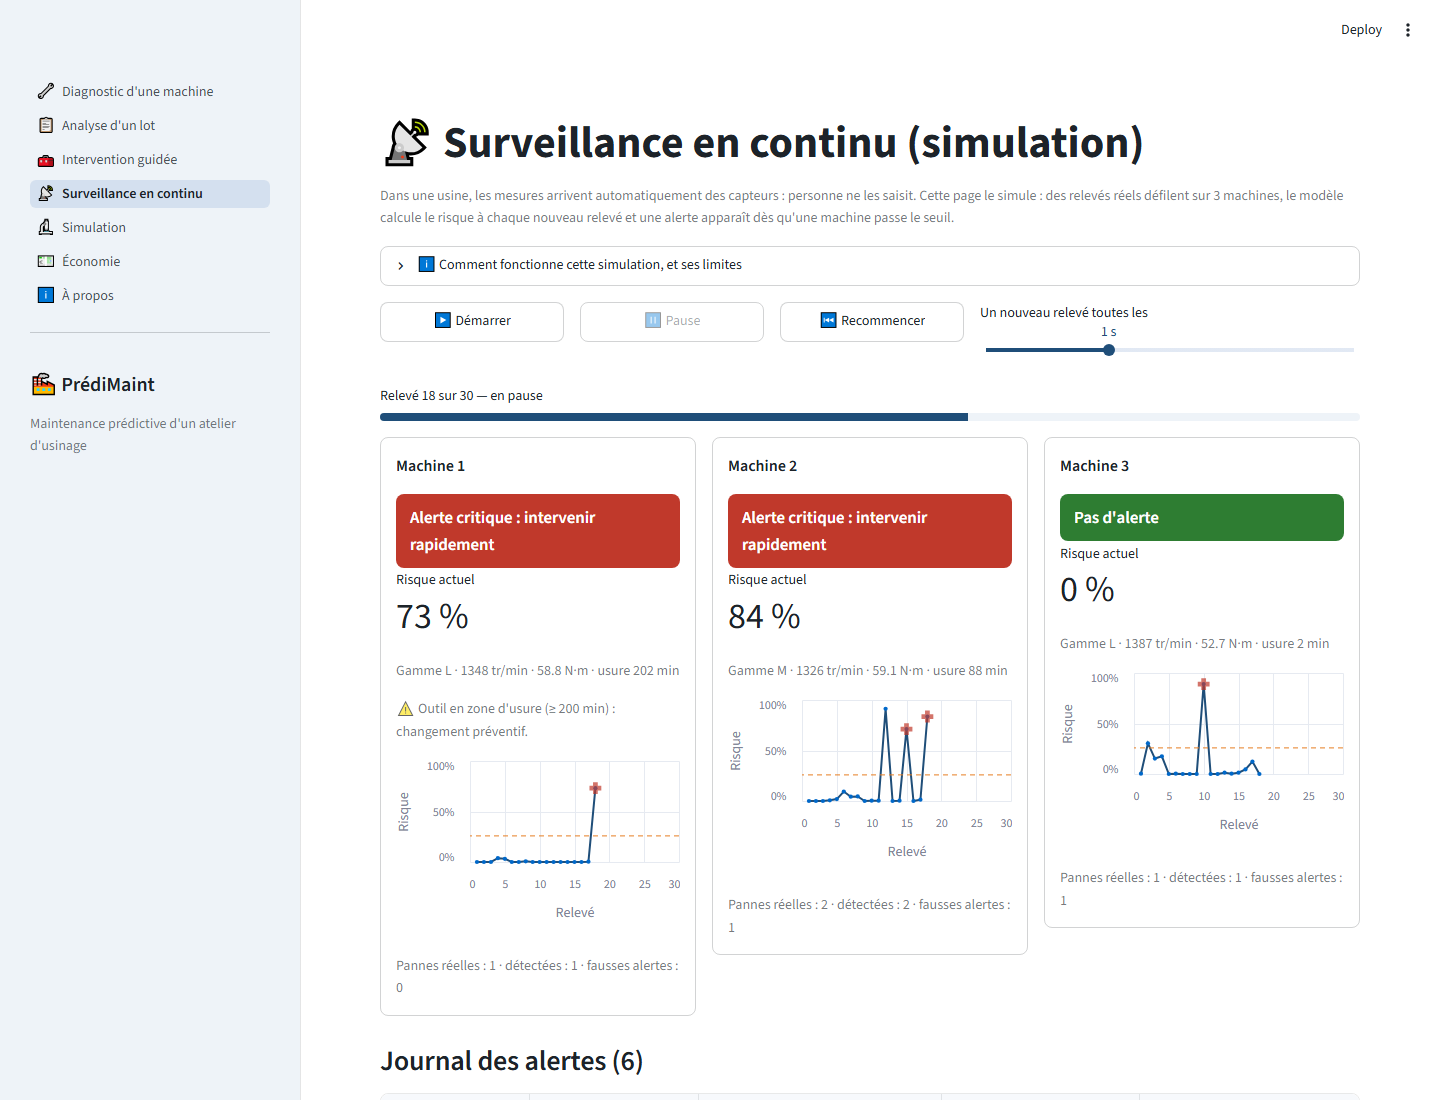 Deploy
Diagnostic d'une machine
Analyse d'un lot
Intervention guidée
Surveillance en continu
Simulation
Économie
À propos
PrédiMaint
Maintenance prédictive d'un atelier
d'usinage
Surveillance en continu (simulation)
Dans une usine, les mesures arrivent automatiquement des capteurs : personne ne les saisit. Cette page le simule : des relevés réels défilent sur 3 machines, le modèle
calcule le risque à chaque nouveau relevé et une alerte apparaît dès qu'une machine passe le seuil.
Comment fonctionne cette simulation, et ses limites
Démarrer
Pause
Recommencer
Un nouveau relevé toutes les
1 s
Relevé 18 sur 30 — en pause
Machine 1
Alerte critique : intervenir
rapidement
Risque actuel
73 %
Gamme L · 1348 tr/min · 58.8 N·m · usure 202 min
Outil en zone d'usure (≥ 200 min) :
changement préventif.
100%
50%
0%
Risque
0 5 10 15 20 25 30
Relevé
Pannes réelles : 1 · détectées : 1 · fausses alertes :
0
Machine 2
Alerte critique : intervenir
rapidement
Risque actuel
84 %
Gamme M · 1326 tr/min · 59.1 N·m · usure 88 min
100%
50%
0%
Risque
0 5 10 15 20 25 30
Relevé
Pannes réelles : 2 · détectées : 2 · fausses alertes :
1
Machine 3
Pas d'alerte
Risque actuel
0 %
Gamme L · 1387 tr/min · 52.7 N·m · usure 2 min
100%
50%
0%
Risque
0 5 10 15 20 25 30
Relevé
Pannes réelles : 1 · détectées : 1 · fausses alertes :
1
Journal des alertes (6)